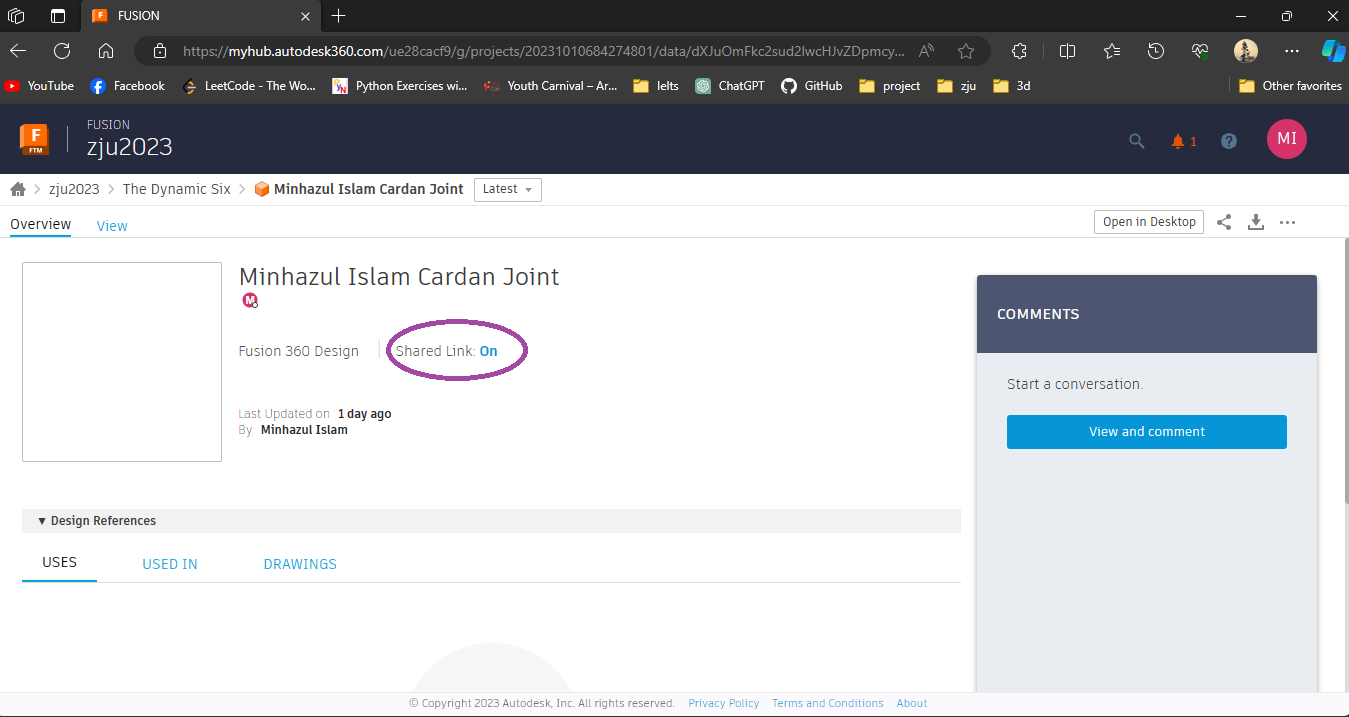 FUSION
https://myhub.autodesk360.com/ue28cacf9/g/projects/20231010684274801/data/dXJuOmFkc2sud2lwcHJvZDpmcy...
YouTube Facebook LeetCode - The Wo... Python Exercises wi... Youth Carnival – Ar... Ielts ChatGPT GitHub project zju 3d Other favorites
F
FTM
FUSION
zju2023
1
MI
zju2023 > The Dynamic Six > Minhazul Islam Cardan Joint Latest
Overview View Open in Desktop
Minhazul Islam Cardan Joint
M
Fusion 360 Design Shared Link: On
Last Updated on 1 day ago
By Minhazul Islam
COMMENTS
Start a conversation.
View and comment
Design References
USES USED IN DRAWINGS
© Copyright 2023 Autodesk, Inc. All rights reserved. Privacy Policy Terms and Conditions About